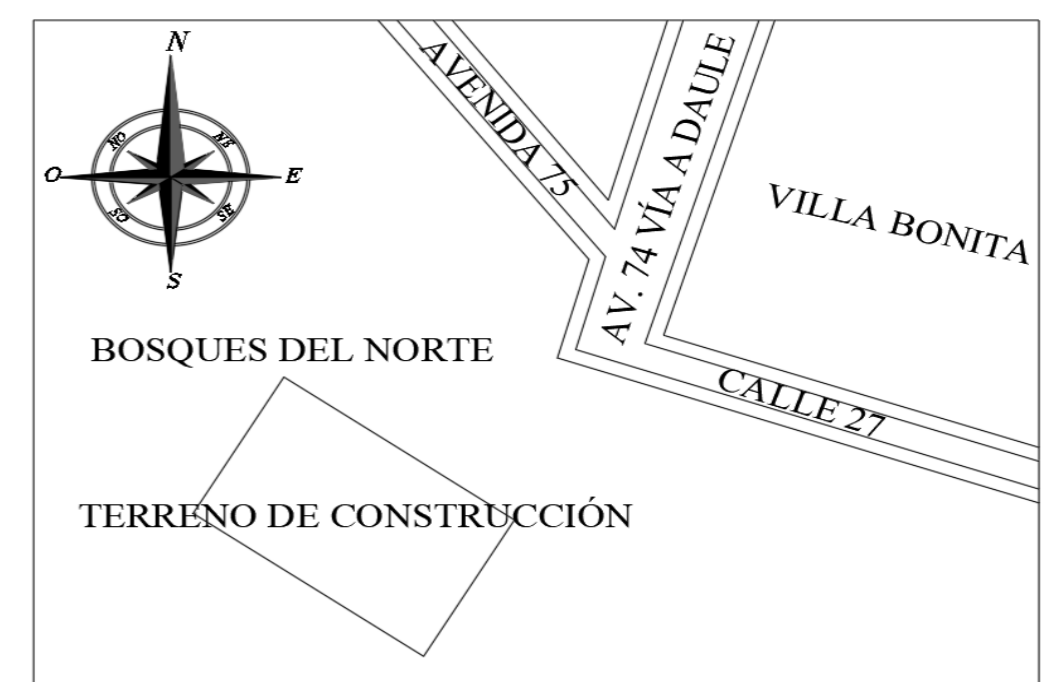 N
NO
NE
O
E
SO
SE
S
AVENIDA 75
AV. 74 VÍA A DAULE
VILLA BONITA
BOSQUES DEL NORTE
CALLE 27
TERRENO DE CONSTRUCCIÓN